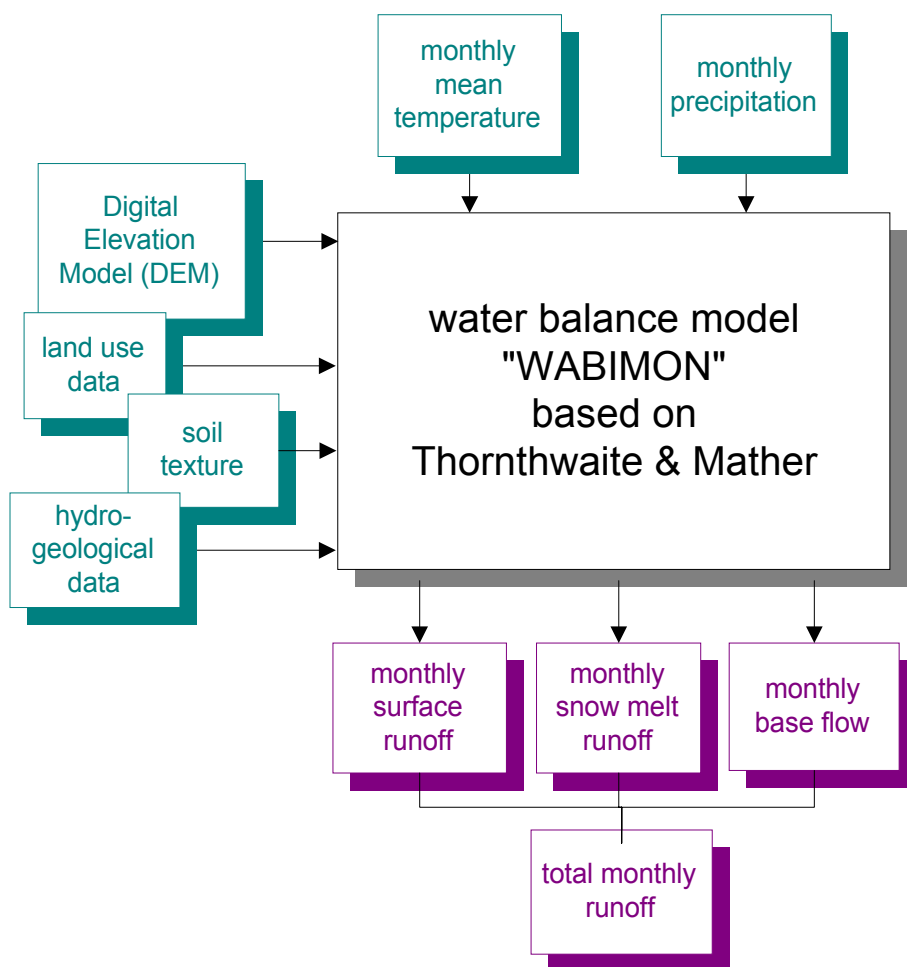 monthly
mean
temperature
monthly
precipitation
Digital
Elevation
Model (DEM)
land use
data
soil
texture
hydro-
geological
data
water balance model
"WABIMON"
based on
Thornthwaite & Mather
monthly
surface
runoff
monthly
snow melt
runoff
monthly
base flow
total monthly
runoff